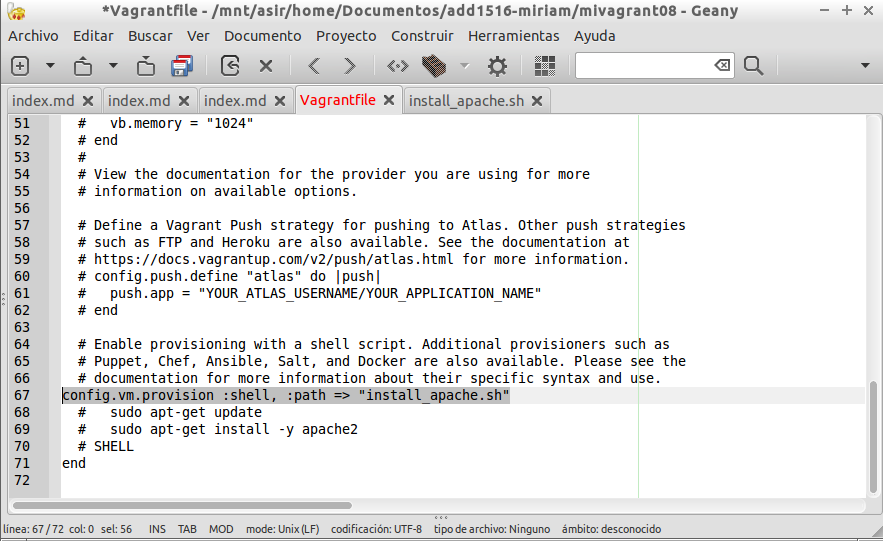 *Vagrantfile - /mnt/asir/home/Documentos/add1516-miriam/mivagrant08 - Geany
Archivo Editar Buscar Ver Documento Proyecto Construir Herramientas Ayuda
index.md index.md index.md Vagrantfile install_apache.sh
51 #   vb.memory = "1024"
52 # end
53 #
54 # View the documentation for the provider you are using for more
55 # information on available options.
56
57 # Define a Vagrant Push strategy for pushing to Atlas. Other push strategies
58 # such as FTP and Heroku are also available. See the documentation at
59 # https://docs.vagrantup.com/v2/push/atlas.html for more information.
60 # config.push.define "atlas" do |push|
61 #   push.app = "YOUR_ATLAS_USERNAME/YOUR_APPLICATION_NAME"
62 # end
63
64 # Enable provisioning with a shell script. Additional provisioners such as
65 # Puppet, Chef, Ansible, Salt, and Docker are also available. Please see the
66 # documentation for more information about their specific syntax and use.
67 config.vm.provision :shell, :path => "install_apache.sh"
68 #   sudo apt-get update
69 #   sudo apt-get install -y apache2
70 # SHELL
71 end
72
línea: 67 / 72 col: 0 sel: 56 INS TAB MOD mode: Unix (LF) codificación: UTF-8 tipo de archivo: Ninguno ámbito: desconocido